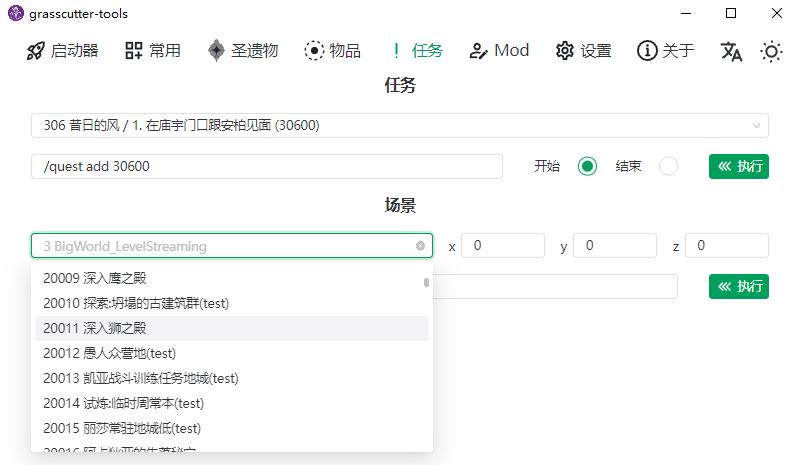 grasscutter-tools
启动器 常用 圣遗物 物品 任务 Mod 设置 关于
任务
306 昔日的风 / 1. 在庙宇门口跟安柏见面 (30600)
/quest add 30600 开始 结束 执行
场景
3 BigWorld_LevelStreaming x 0 y 0 z 0
20009 深入鹰之殿
执行
20010 探索:坍塌的古建筑群(test)
20011 深入狮之殿
20012 愚人众营地(test)
20013 凯亚战斗训练任务地城(test)
20014 试炼:临时周常本(test)
20015 丽莎常驻地城低(test)
20016